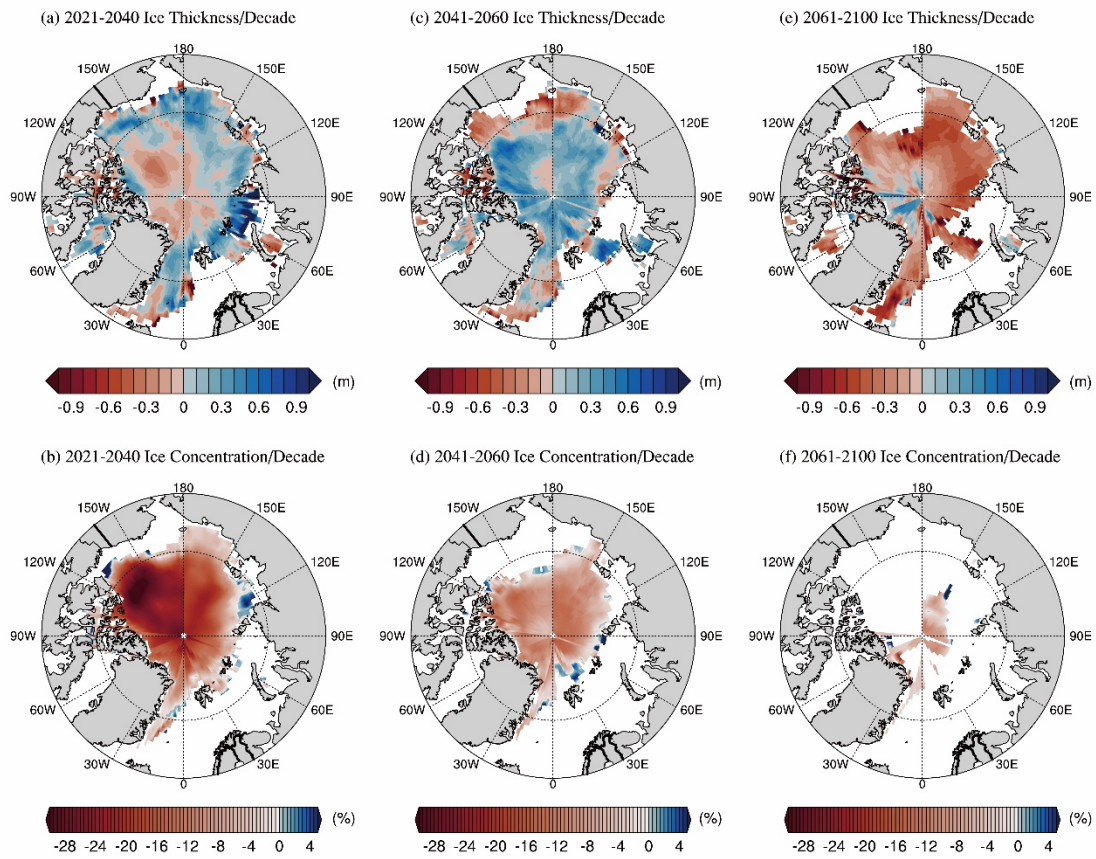 (a) 2021-2040 Ice Thickness/Decade
(c) 2041-2060 Ice Thickness/Decade
(e) 2061-2100 Ice Thickness/Decade
180 180 180
150W 150E 150W 150E 150W 150E
120W 120E 120W 120E 120W 120E
90W 90E 90W 90E 90W 90E
60W 60E 60W 60E 60W 60E
30W 30E 30W 30E 30W 30E
0 0 0
(m) (m) (m)
-0.9 -0.6 -0.3 0 0.3 0.6 0.9 -0.9 -0.6 -0.3 0 0.3 0.6 0.9 -0.9 -0.6 -0.3 0 0.3 0.6 0.9
(b) 2021-2040 Ice Concentration/Decade
(d) 2041-2060 Ice Concentration/Decade
(f) 2061-2100 Ice Concentration/Decade
180 180 180
150W 150E 150W 150E 150W 150E
120W 120E 120W 120E 120W 120E
90W 90E 90W 90E 90W 90E
60W 60E 60W 60E 60W 60E
30W 30E 30W 30E 30W 30E
0 0 0
(%) (%) (%)
-28 -24 -20 -16 -12 -8 -4 0 4 -28 -24 -20 -16 -12 -8 -4 0 4 -28 -24 -20 -16 -12 -8 -4 0 4